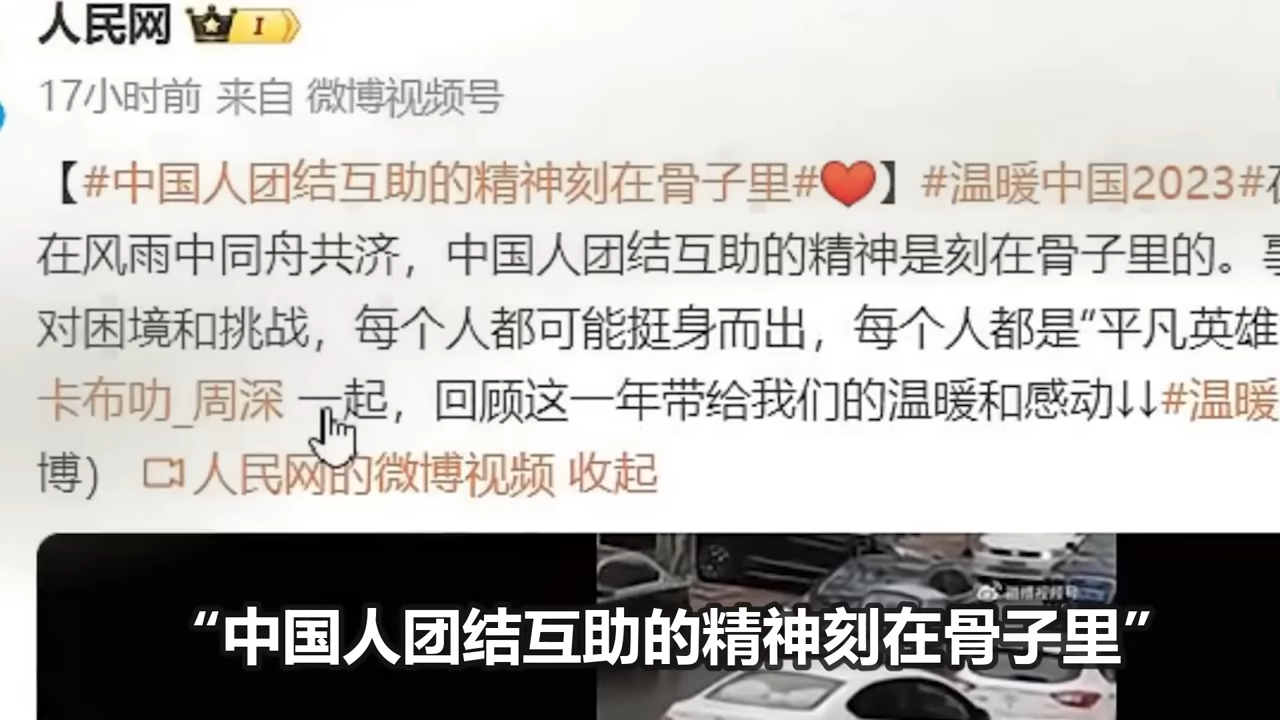 人民网 I
17小时前 来自 微博视频号
【#中国人团结互助的精神刻在骨子里#❤】#温暖中国2023#在
在风雨中同舟共济，中国人团结互助的精神是刻在骨子里的。
对困境和挑战，每个人都可能挺身而出，每个人都是“平凡英雄
卡布叻_周深 一起，回顾这一年带给我们的温暖和感动↓↓#温暖
博） 人民网的微博视频 收起
微博视频号
“中国人团结互助的精神刻在骨子里”